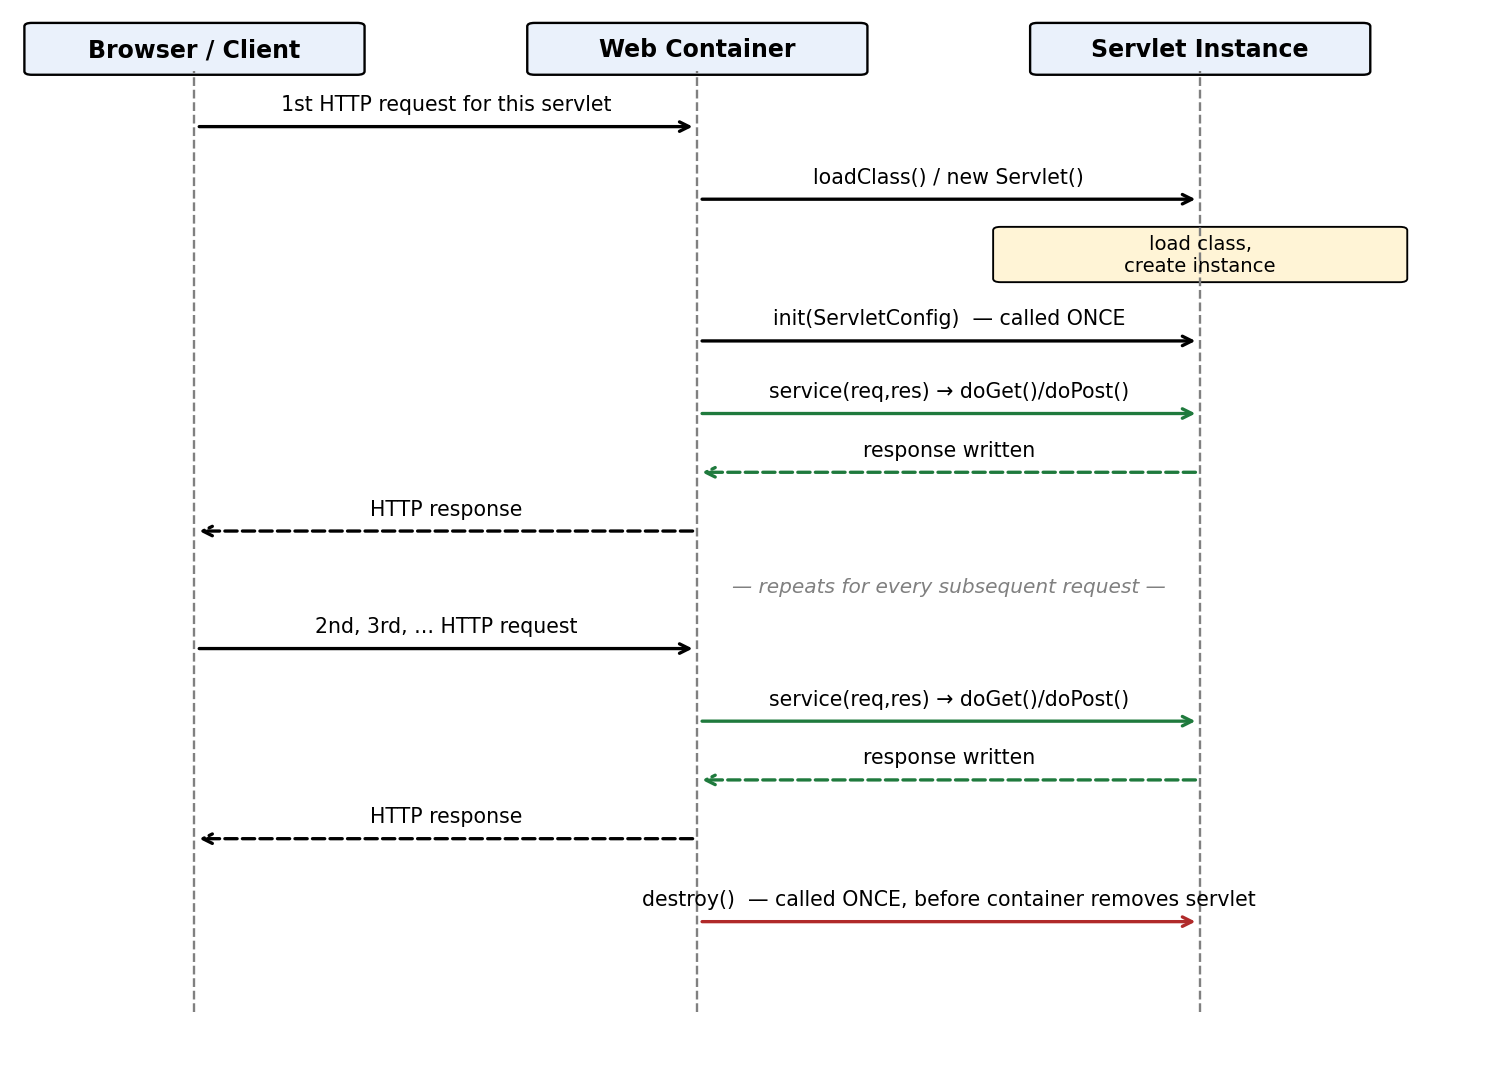 Browser / Client
Web Container
Servlet Instance
1st HTTP request for this servlet
loadClass() / new Servlet()
load class,
create instance
init(ServletConfig)  — called ONCE
service(req,res) → doGet()/doPost()
response written
HTTP response
— repeats for every subsequent request —
2nd, 3rd, ... HTTP request
service(req,res) → doGet()/doPost()
response written
HTTP response
destroy()  — called ONCE, before container removes servlet